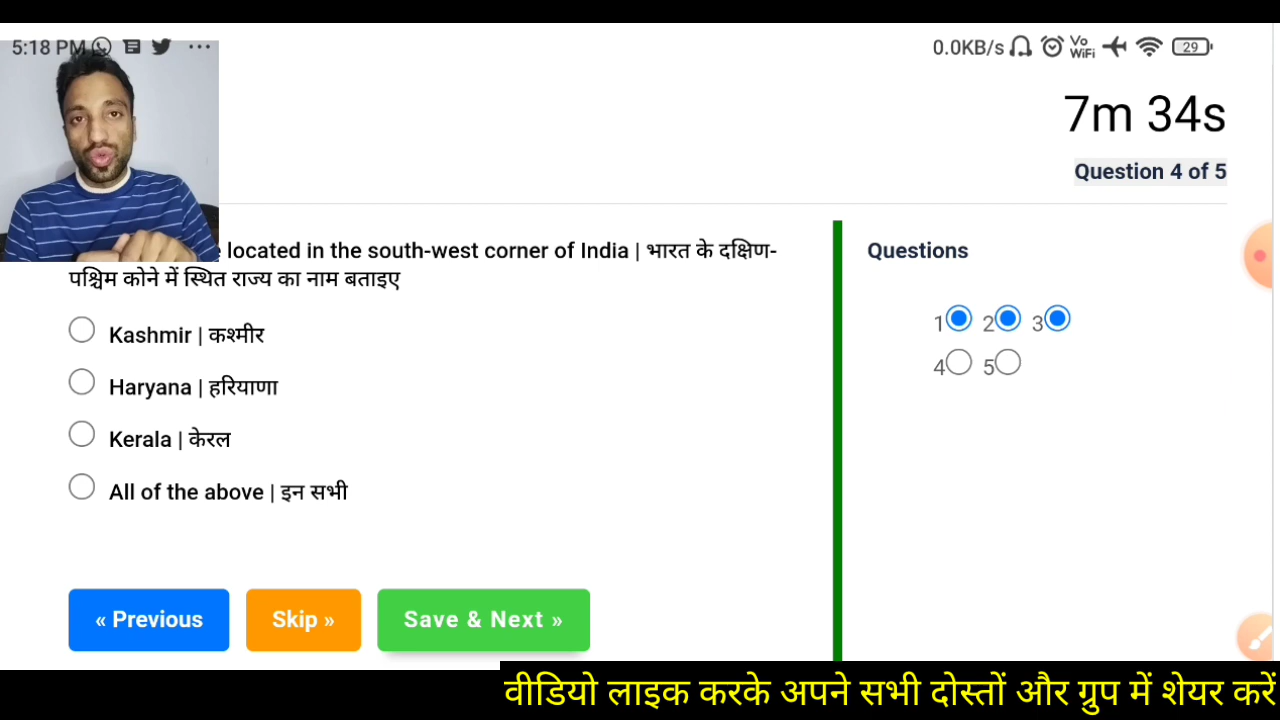 5:18 PM
0.0KB/s Vo WiFi 29
7m 34s
Question 4 of 5
located in the south-west corner of India | भारत के दक्षिण-
पश्चिम कोने में स्थित राज्य का नाम बताइए
Kashmir | कश्मीर
Haryana | हरियाणा
Kerala | केरल
All of the above | इन सभी
« Previous Skip » Save & Next »
Questions
1 2 3
4 5
वीडियो लाइक करके अपने सभी दोस्तों और ग्रुप में शेयर करें